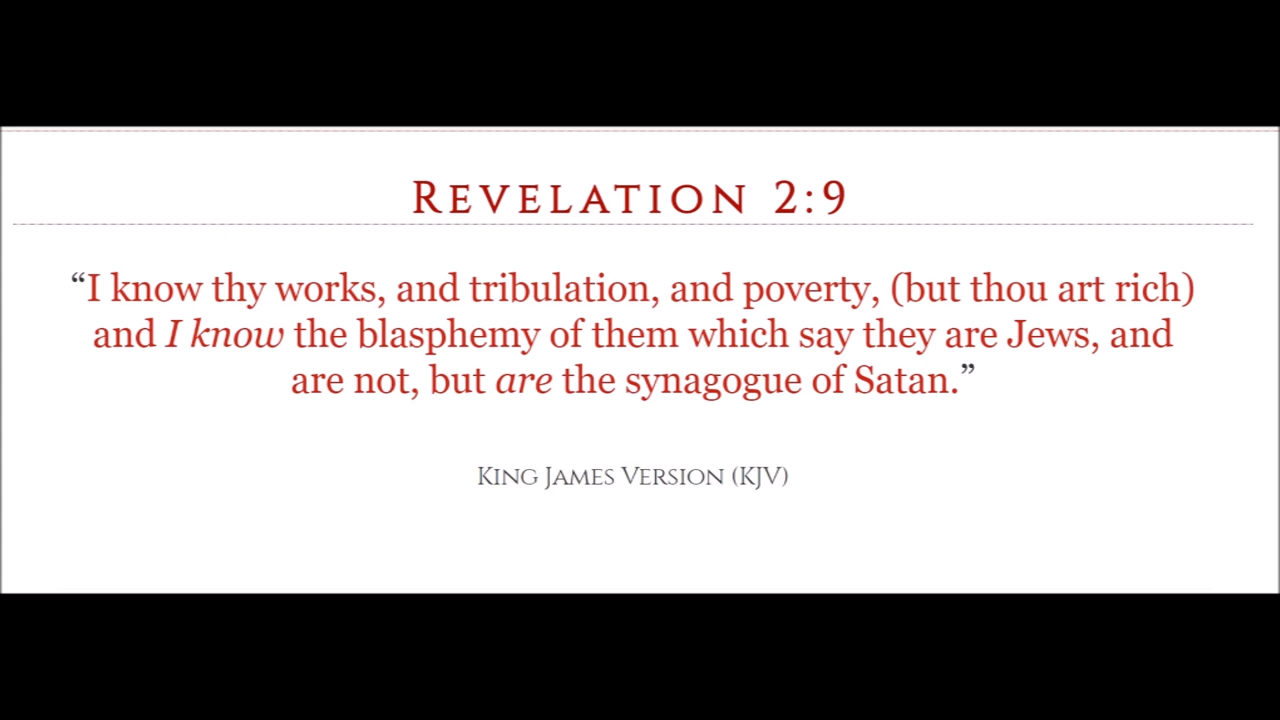 Revelation 2:9
“I know thy works, and tribulation, and poverty, (but thou art rich)
and I know the blasphemy of them which say they are Jews, and
are not, but are the synagogue of Satan.”
King James Version (KJV)